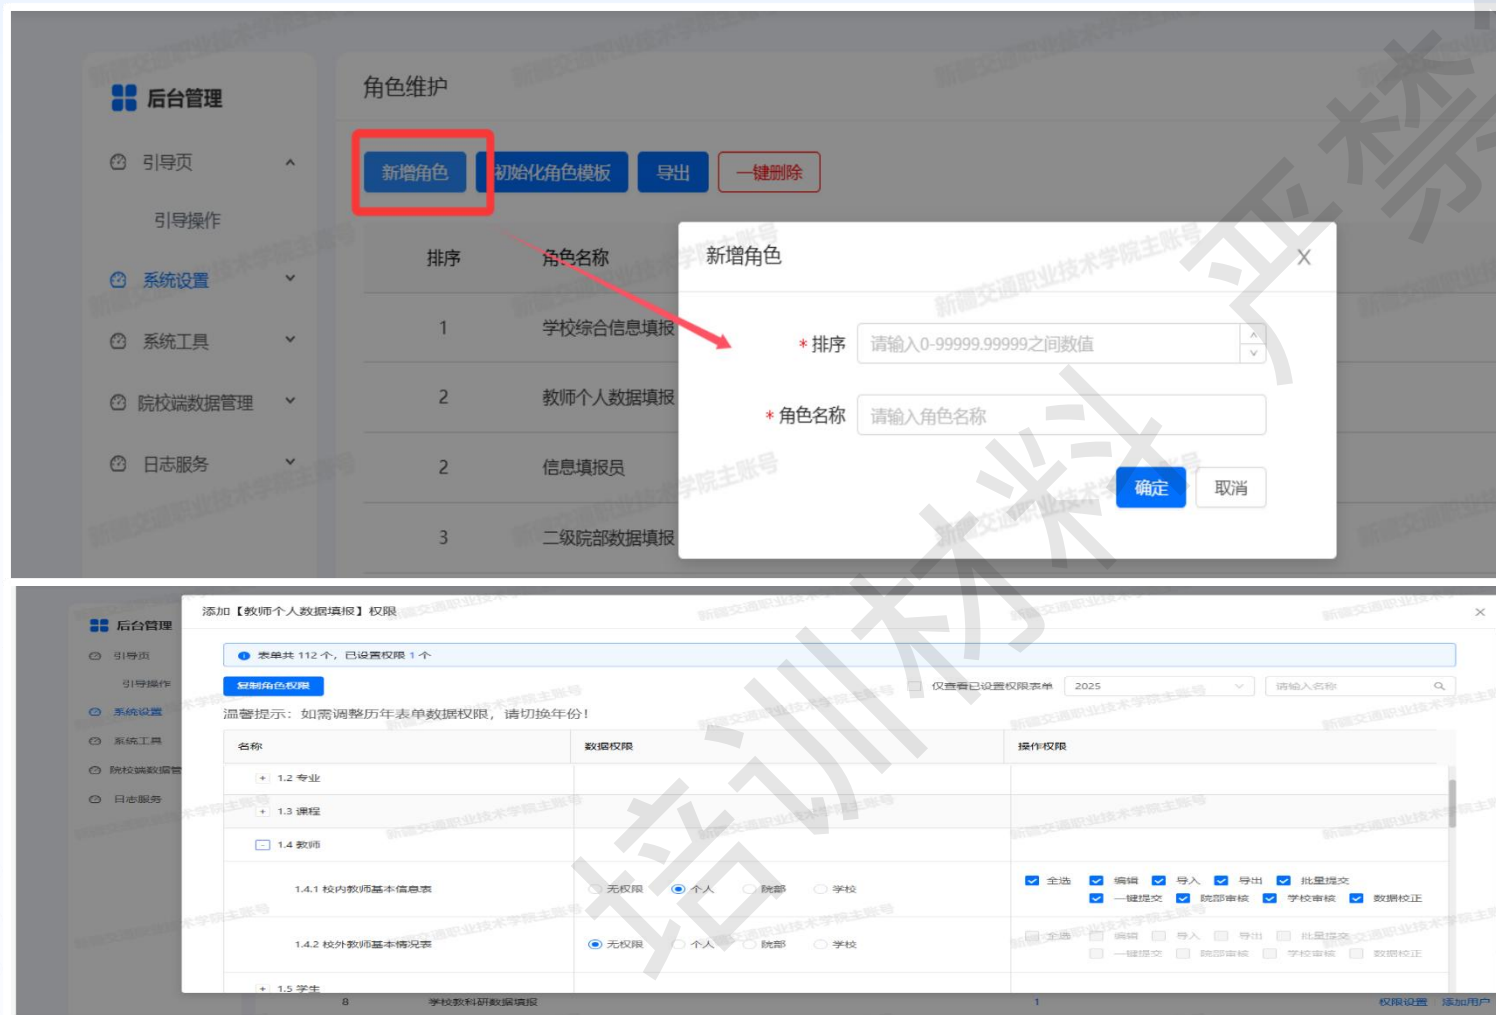 后台管理
角色维护
引导页
新增角色
初始化角色模板
导出
一键删除
引导操作
排序
角色名称
新增角色
X
系统设置
1
学校综合信息填报
* 排序
请输入0-99999.99999之间数值
系统工具
2
教师个人数据填报
* 角色名称
请输入角色名称
院校端数据管理
2
信息填报员
确定
取消
日志服务
3
二级院部数据填报
添加【教师个人数据填报】权限
后台管理
表单共 112 个，已设置权限 1 个
引导页
引导操作
复制角色权限
仅查看已设置权限表单
2025
请输入名称
系统设置
温馨提示：如需调整历年表单数据权限，请切换年份！
系统工具
名称
数据权限
操作权限
院校端数据管
+ 1.2 专业
日志服务
+ 1.3 课程
- 1.4 教师
1.4.1 校内教师基本信息表
无权限 个人 院部 学校
全选 编辑 导入 导出 批量提交
一键提交 院部审核 学校审核 数据校正
1.4.2 校外教师基本情况表
无权限 个人 院部 学校
全选 编辑 导入 导出 批量提交
一键提交 院部审核 学校审核 数据校正
+ 1.5 学生
8
学校教科研数据填报
1
权限设置 添加用户
新疆交通职业技术学院主账号
培训材料 严禁